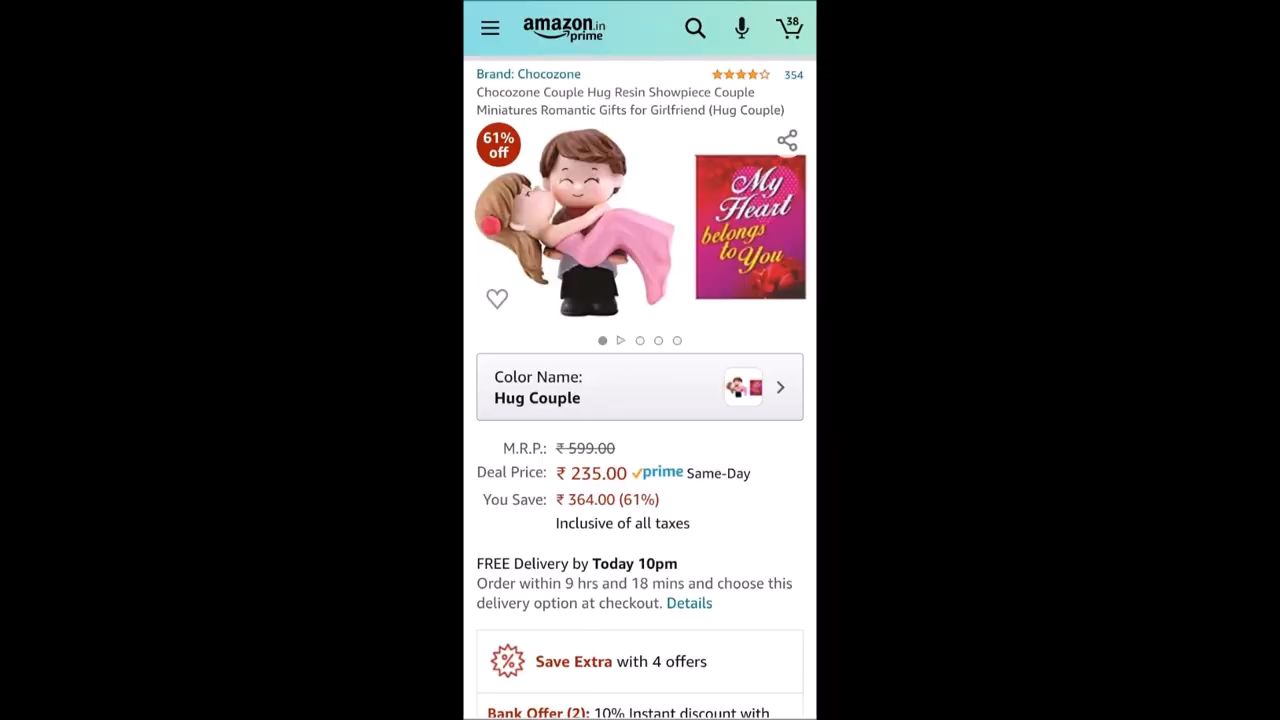 amazon.in
prime
38
Brand: Chocozone
354
Chocozone Couple Hug Resin Showpiece Couple
Miniatures Romantic Gifts for Girlfriend (Hug Couple)
61%
off
My
Heart
belongs
to You
Color Name:
Hug Couple
M.R.P.: ₹ 599.00
Deal Price: ₹ 235.00 prime Same-Day
You Save: ₹ 364.00 (61%)
Inclusive of all taxes
FREE Delivery by Today 10pm
Order within 9 hrs and 18 mins and choose this
delivery option at checkout. Details
% Save Extra with 4 offers
Bank Offer (2): 10% Instant discount with